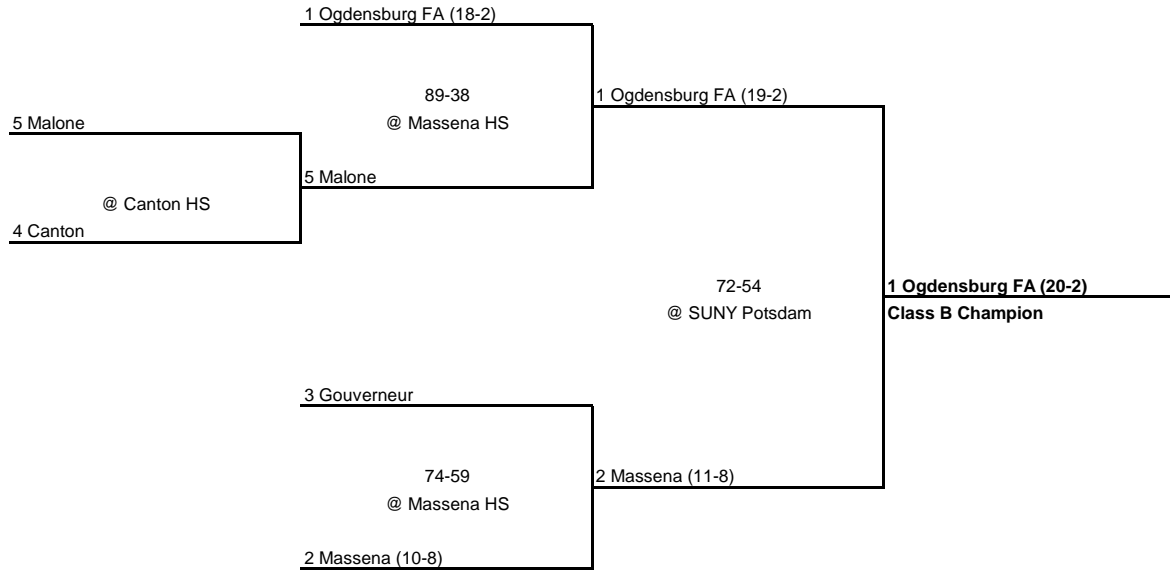 1 Ogdensburg FA (18-2)
89-38
1 Ogdensburg FA (19-2)
5 Malone
@ Massena HS
5 Malone
@ Canton HS
4 Canton
72-54
1 Ogdensburg FA (20-2)
@ SUNY Potsdam
Class B Champion
3 Gouverneur
74-59
2 Massena (11-8)
@ Massena HS
2 Massena (10-8)